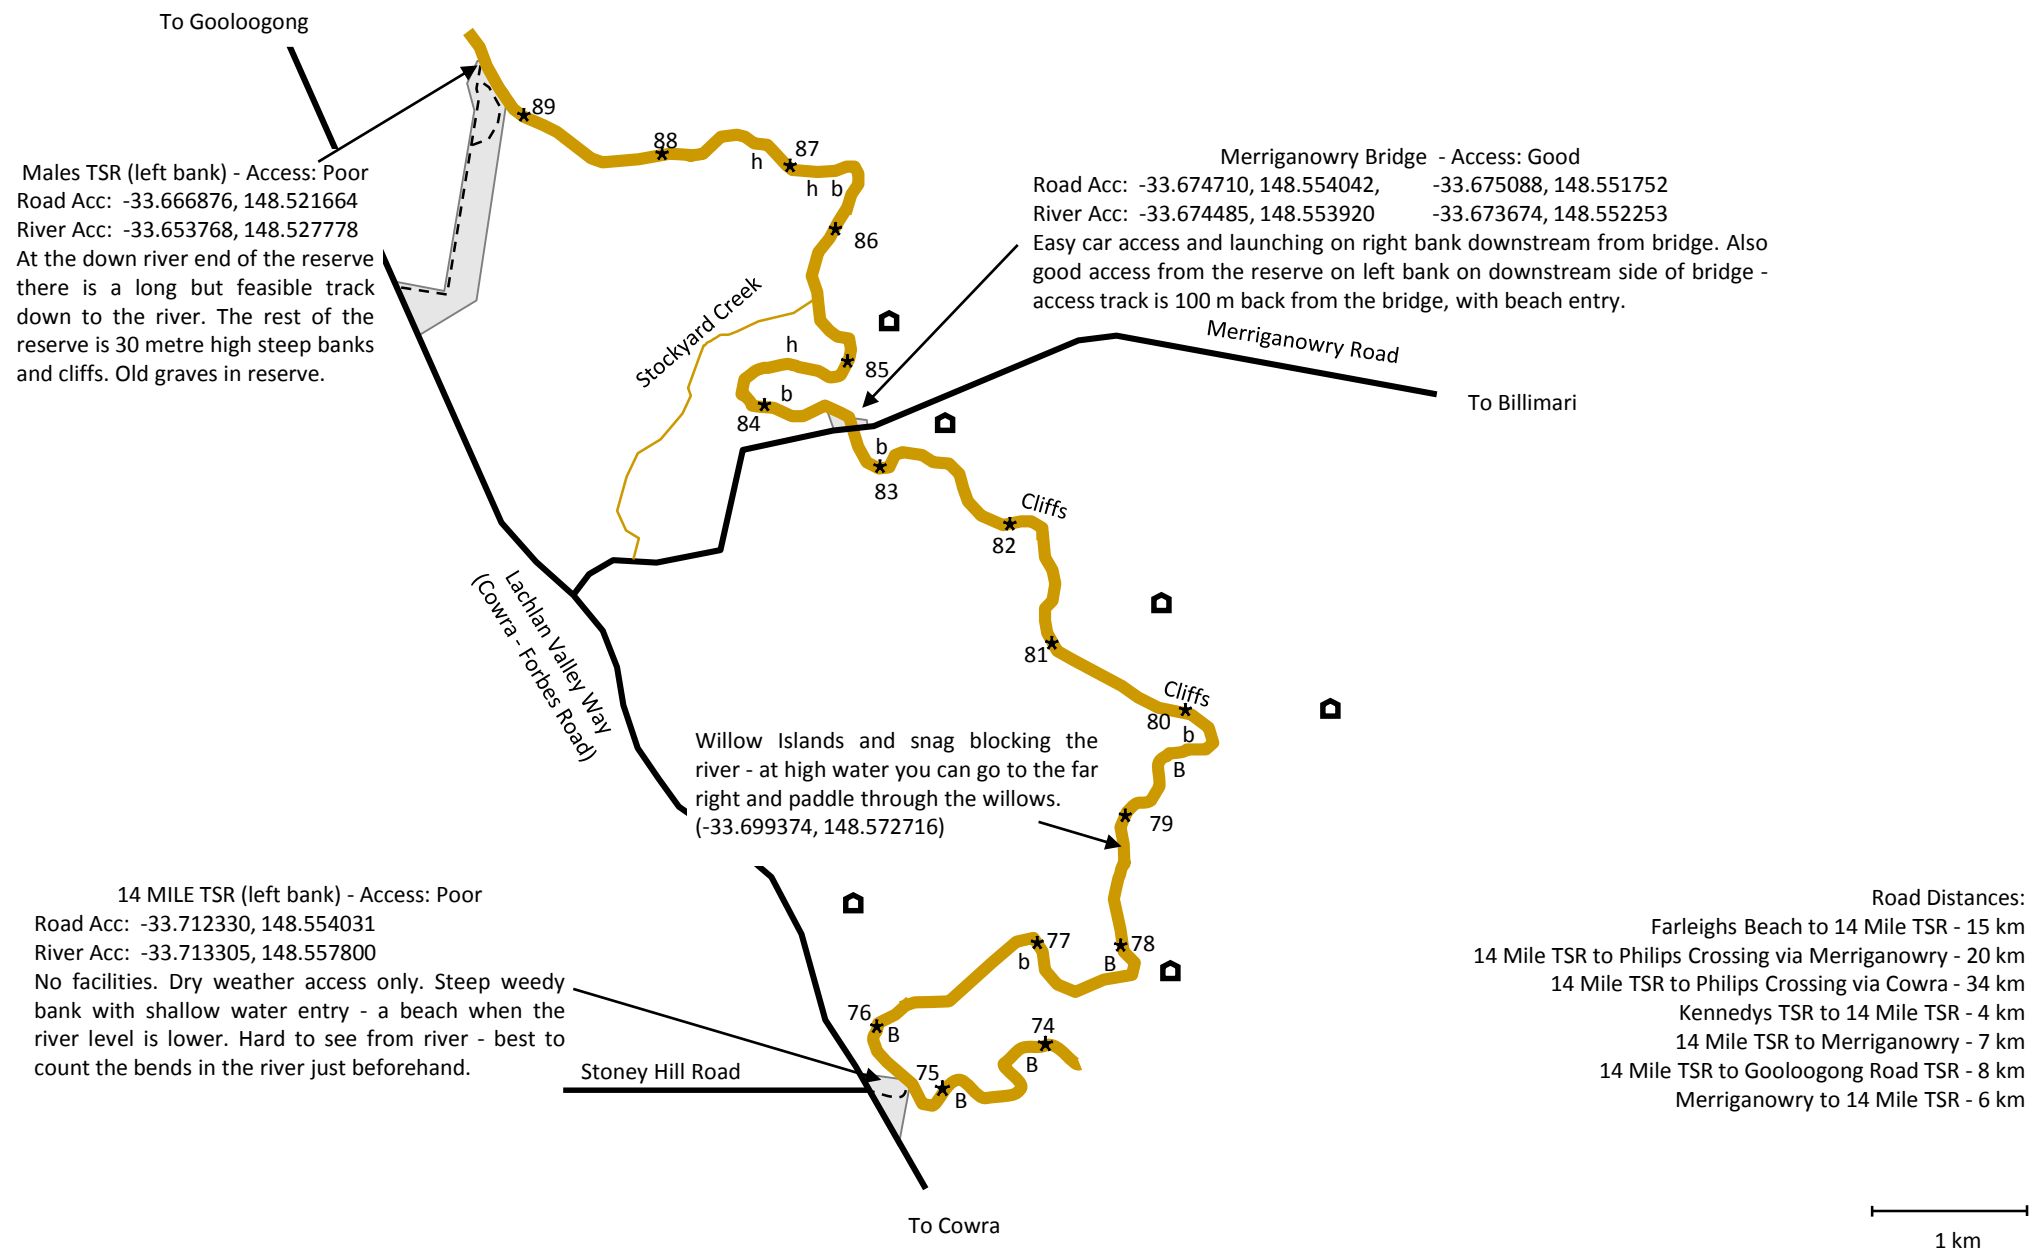 To Gooloogong
89
88
87
h
h b
86
Males TSR (left bank) - Access: Poor
Road Acc: -33.666876, 148.521664
River Acc: -33.653768, 148.527778
At the down river end of the reserve
there is a long but feasible track
down to the river. The rest of the
reserve is 30 metre high steep banks
and cliffs. Old graves in reserve.
Merriganowry Bridge - Access: Good
Road Acc: -33.674710, 148.554042, -33.675088, 148.551752
River Acc: -33.674485, 148.553920 -33.673674, 148.552253
Easy car access and launching on right bank downstream from bridge. Also
good access from the reserve on left bank on downstream side of bridge -
access track is 100 m back from the bridge, with beach entry.
Stockyard Creek
Merriganowry Road
To Billimari
h
85
b
84
b
83
Cliffs
82
81
Cliffs
80
b
B
79
Lachlan Valley Way
(Cowra - Forbes Road)
Willow Islands and snag blocking the
river - at high water you can go to the far
right and paddle through the willows.
(-33.699374, 148.572716)
14 MILE TSR (left bank) - Access: Poor
Road Acc: -33.712330, 148.554031
River Acc: -33.713305, 148.557800
No facilities. Dry weather access only. Steep weedy
bank with shallow water entry - a beach when the
river level is lower. Hard to see from river - best to
count the bends in the river just beforehand.
77
b
78
B
76
B
74
B
75
B
Stoney Hill Road
To Cowra
Road Distances:
Farleighs Beach to 14 Mile TSR - 15 km
14 Mile TSR to Philips Crossing via Merriganowry - 20 km
14 Mile TSR to Philips Crossing via Cowra - 34 km
Kennedys TSR to 14 Mile TSR - 4 km
14 Mile TSR to Merriganowry - 7 km
14 Mile TSR to Gooloogong Road TSR - 8 km
Merriganowry to 14 Mile TSR - 6 km
1 km